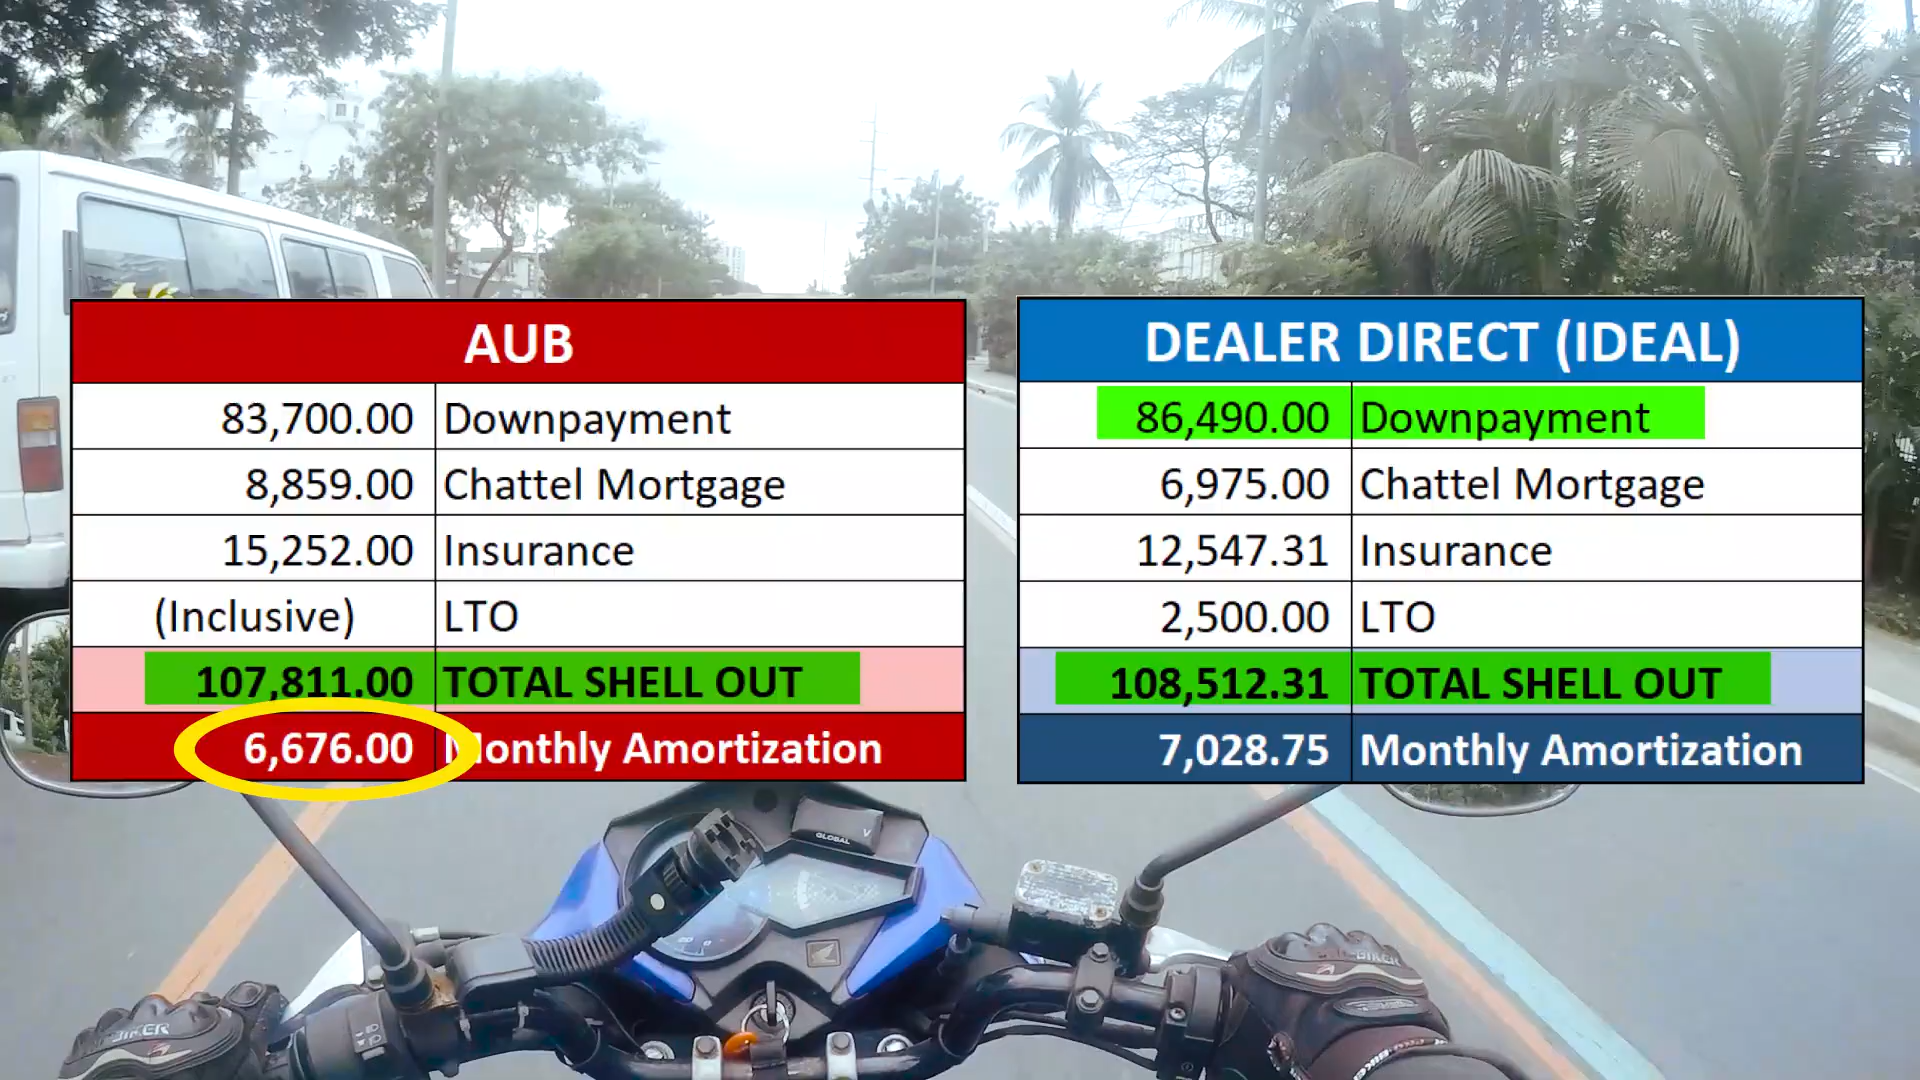 AUB
83,700.00 Downpayment
8,859.00 Chattel Mortgage
15,252.00 Insurance
(Inclusive) LTO
107,811.00 TOTAL SHELL OUT
6,676.00 Monthly Amortization
DEALER DIRECT (IDEAL)
86,490.00 Downpayment
6,975.00 Chattel Mortgage
12,547.31 Insurance
2,500.00 LTO
108,512.31 TOTAL SHELL OUT
7,028.75 Monthly Amortization
GLOBAL V